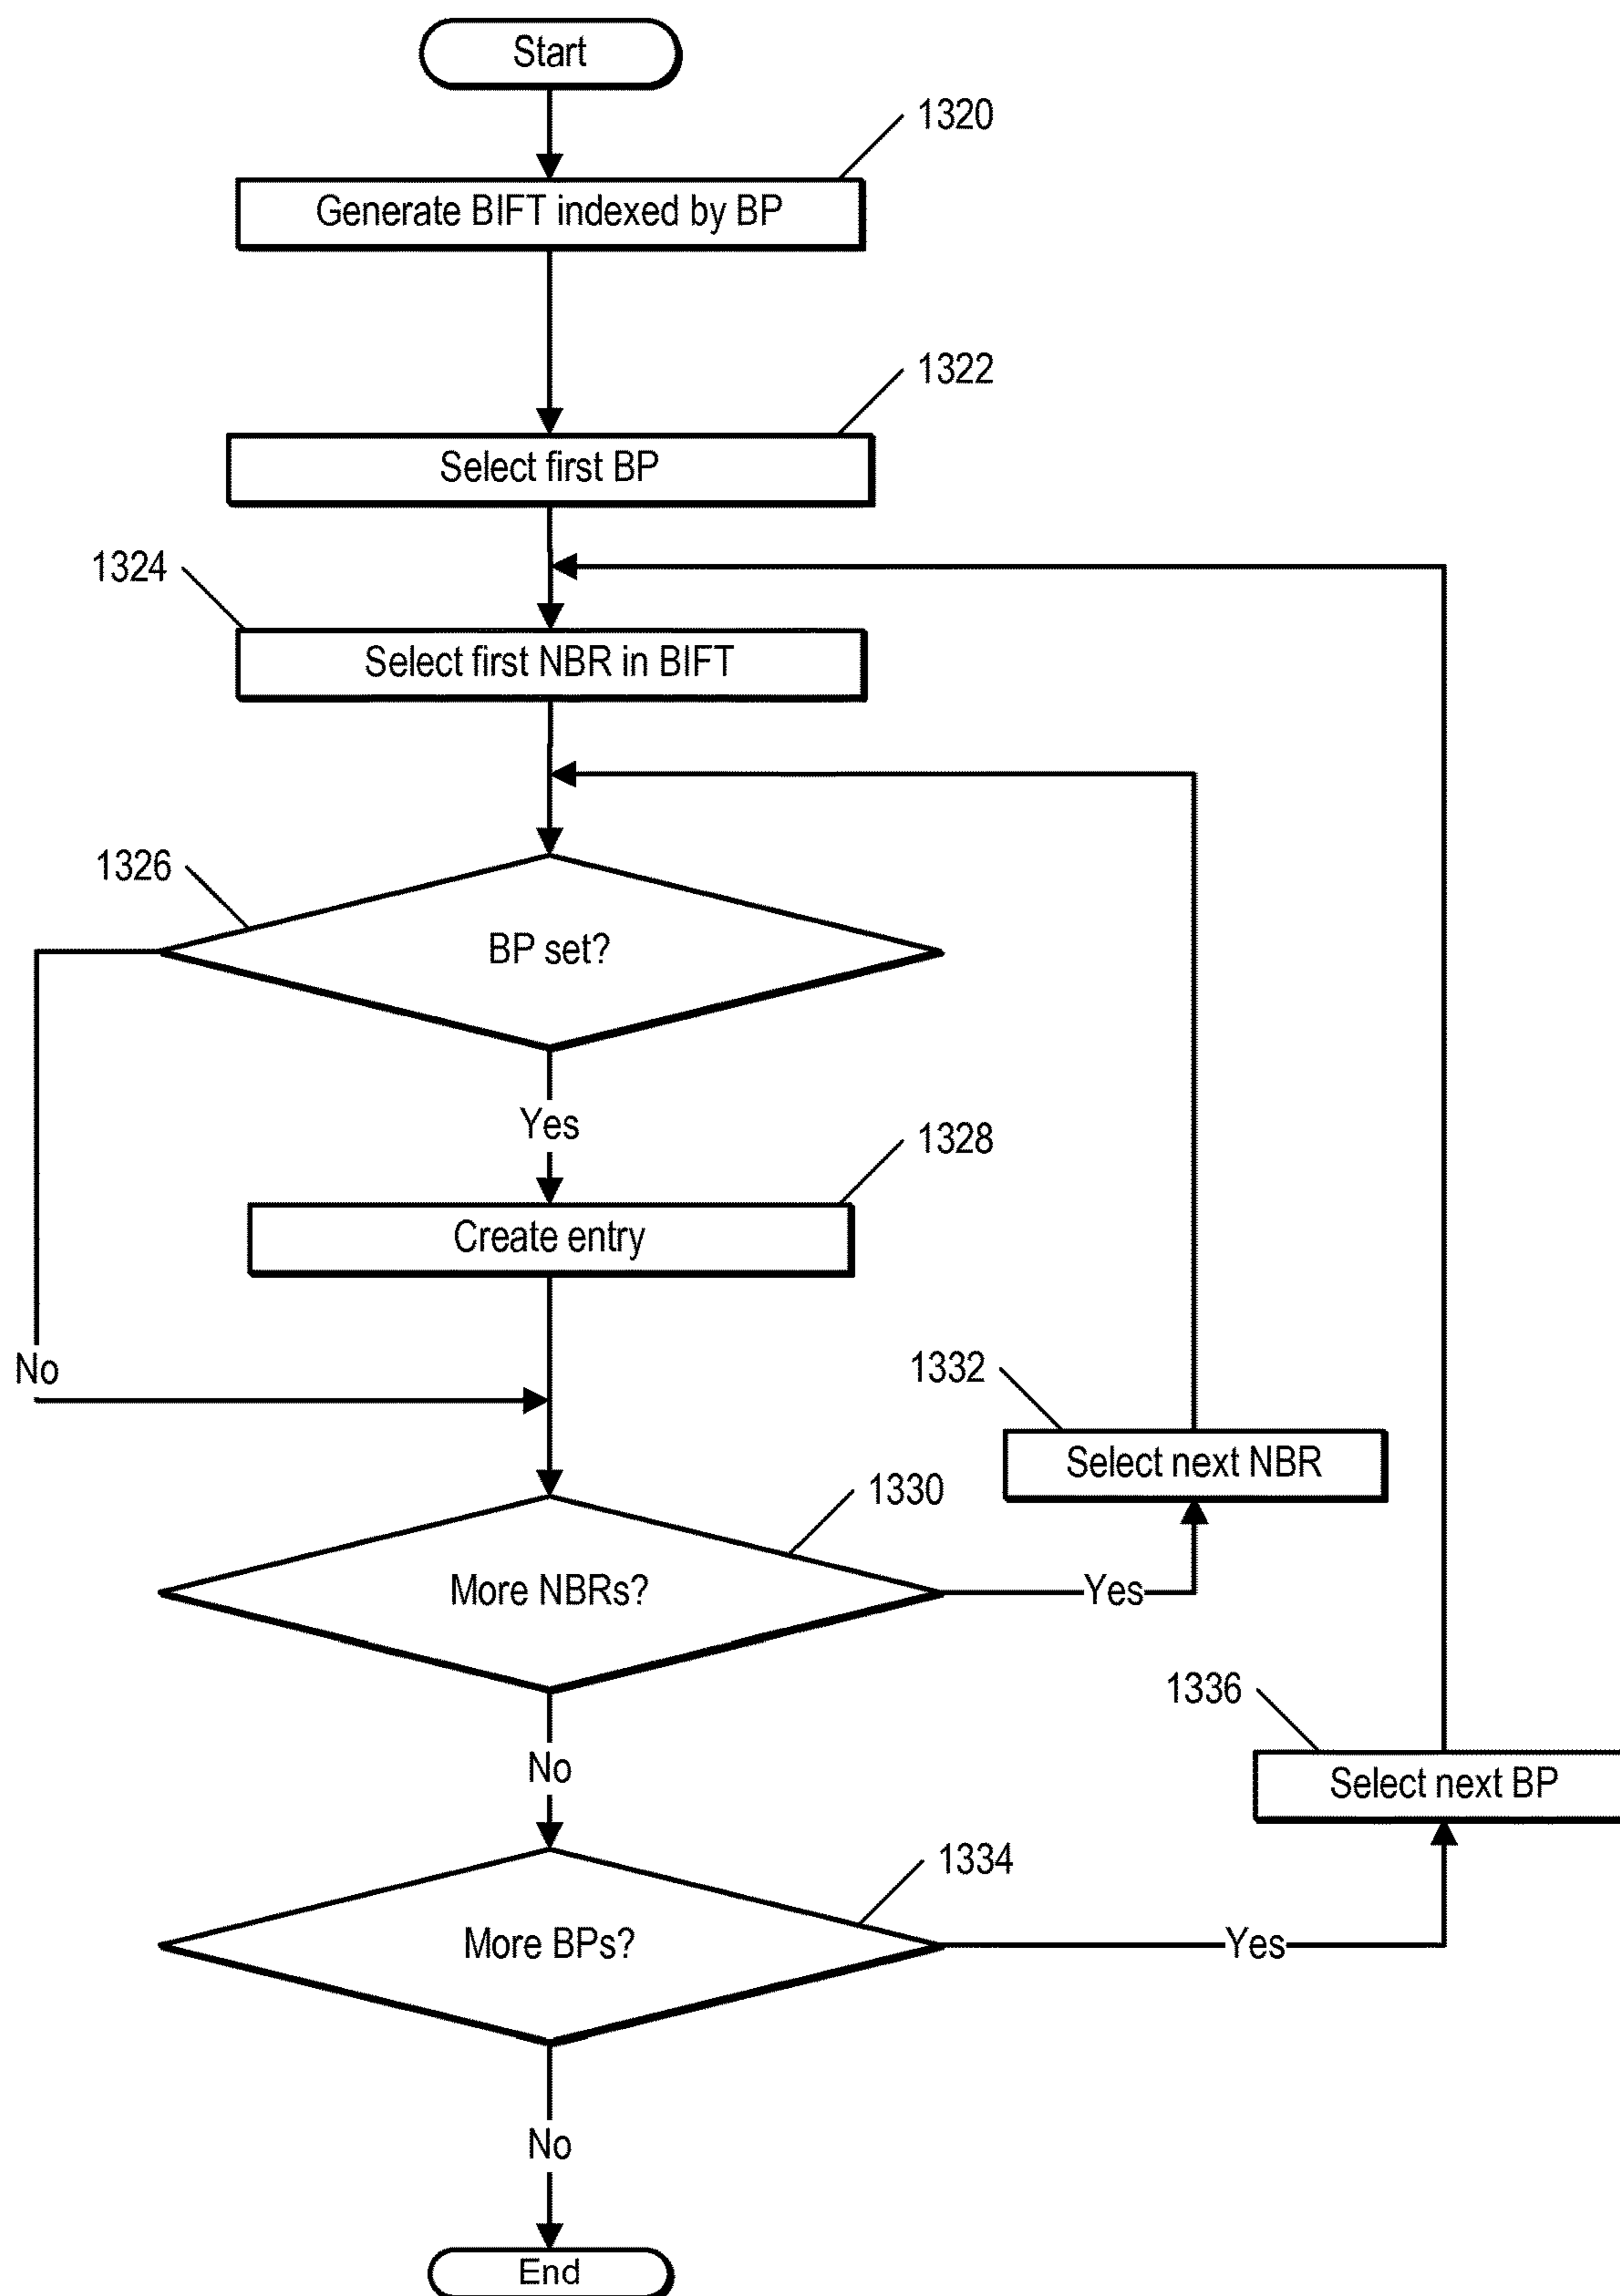 Start
1320
Generate BIFT indexed by BP
1322
Select first BP
1324
Select first NBR in BIFT
1326
BP set?
Yes
1328
Create entry
No
1332
Select next NBR
1330
More NBRs?
Yes
1336
No
Select next BP
1334
More BPs?
Yes
No
End